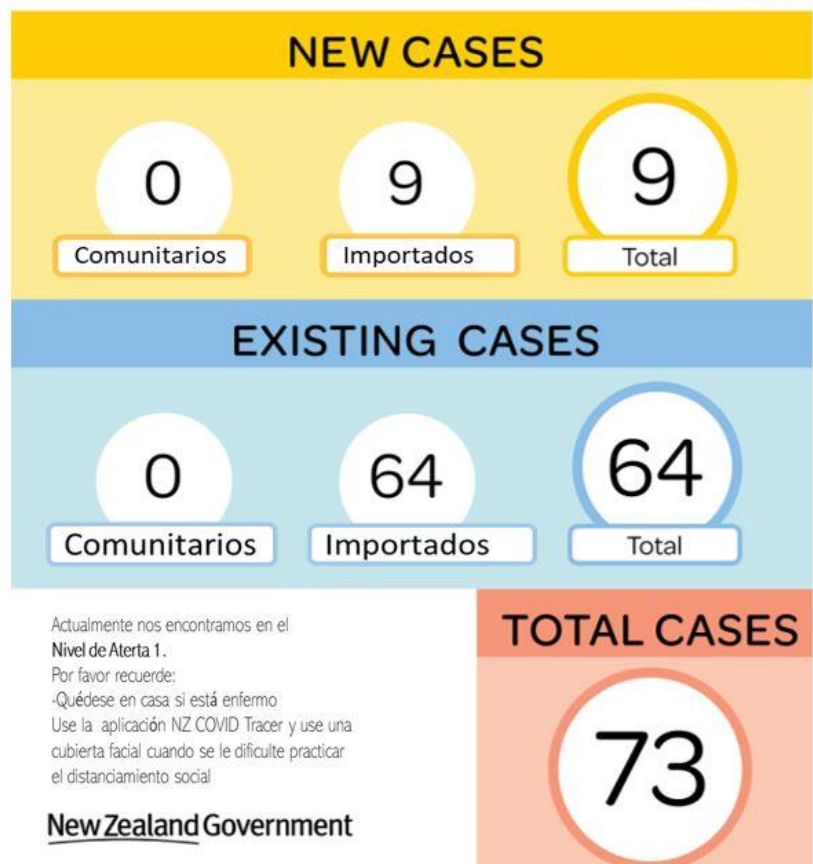 NEW CASES
0 9 9
Comunitarios Importados Total
EXISTING CASES
0 64 64
Comunitarios Importados Total
Actualmente nos encontramos en el
Nivel de Aterta 1.
Por favor recuerde:
-Quédese en casa si está enfermo
Use la aplicación NZ COVID Tracer y use una
cubierta facial cuando se le dificulte practicar
el distanciamiento social
New Zealand Government
TOTAL CASES
73